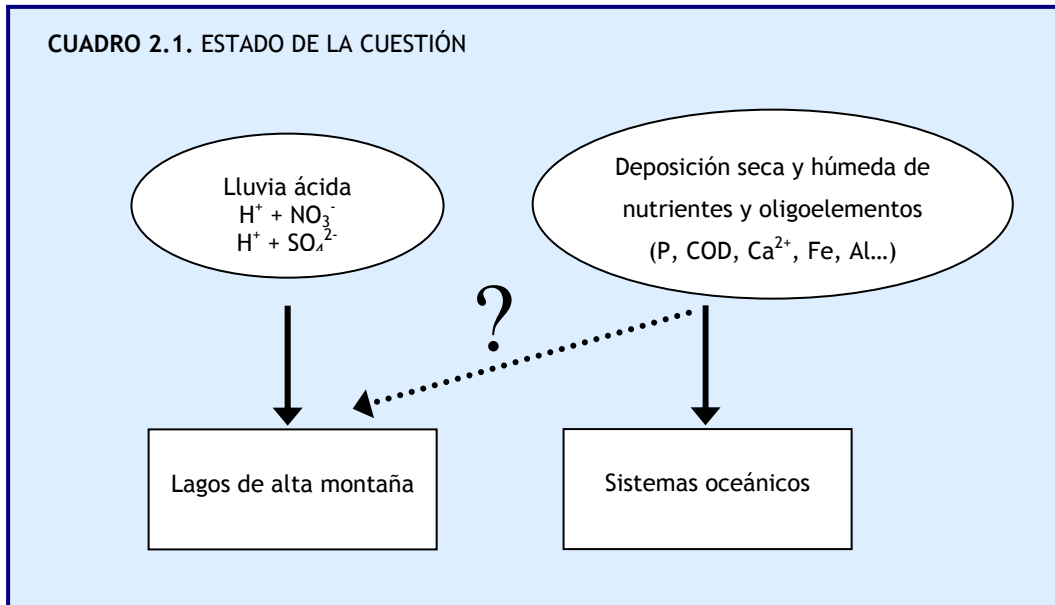 CUADRO 2.1. ESTADO DE LA CUESTIÓN
Lluvia ácida
H⁺ + NO₃⁻
H⁺ + SO₄²⁻
Deposición seca y húmeda de
nutrientes y oligoelementos
(P, COD, Ca²⁺, Fe, Al…)
?
Lagos de alta montaña
Sistemas oceánicos